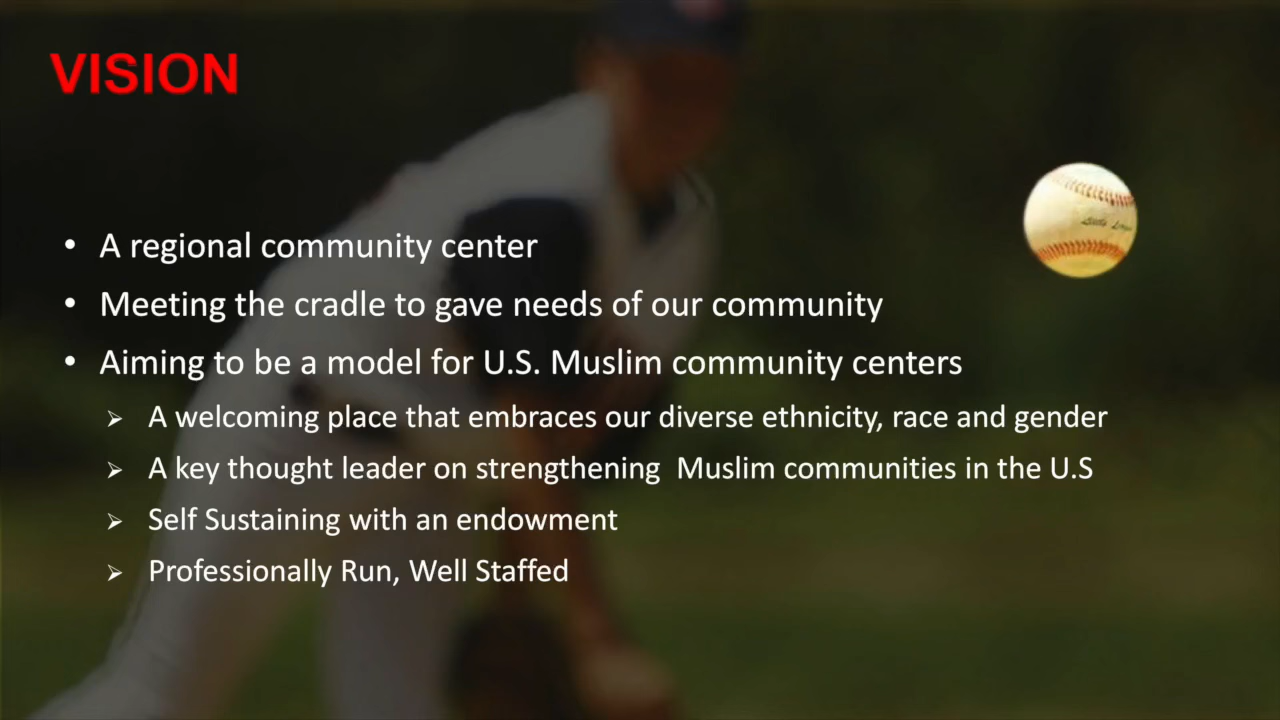 VISION
• A regional community center
• Meeting the cradle to gave needs of our community
• Aiming to be a model for U.S. Muslim community centers
➢ A welcoming place that embraces our diverse ethnicity, race and gender
➢ A key thought leader on strengthening  Muslim communities in the U.S
➢ Self Sustaining with an endowment
➢ Professionally Run, Well Staffed